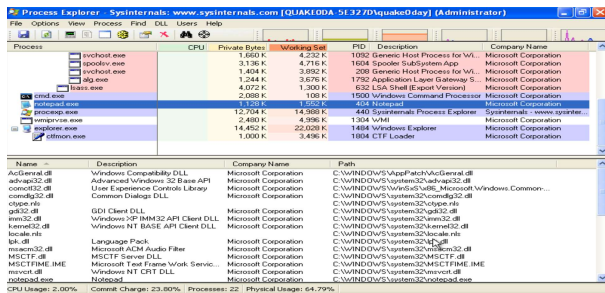 Process Explorer - Sysinternals: www.sysinternals.com [QUAKE0DA-5E327D\quake0day] (Administrator)
File Options View Process Find DLL Users Help
Process CPU Private Bytes Working Set PID Description Company Name
svchost.exe 1,660 K 4,232 K 1092 Generic Host Process for Wi... Microsoft Corporation
spoolsv.exe 3,136 K 4,716 K 1604 Spooler SubSystem App Microsoft Corporation
svchost.exe 1,404 K 3,892 K 208 Generic Host Process for Wi... Microsoft Corporation
alg.exe 1,244 K 3,676 K 1792 Application Layer Gateway S... Microsoft Corporation
lsass.exe 4,072 K 1,300 K 632 LSA Shell (Export Version) Microsoft Corporation
cmd.exe 2,088 K 108 K 1500 Windows Command Processor Microsoft Corporation
notepad.exe 1,128 K 1,552 K 404 Notepad Microsoft Corporation
procexp.exe 12,704 K 14,988 K 440 Sysinternals Process Explorer Sysinternals - www.sysinter...
wmiprvse.exe 2,480 K 4,996 K 1304 WMI Microsoft Corporation
explorer.exe 14,452 K 22,028 K 1484 Windows Explorer Microsoft Corporation
ctfmon.exe 1,000 K 3,496 K 1804 CTF Loader Microsoft Corporation
Name Description Company Name Path
AcGenral.dll Windows Compatibility DLL Microsoft Corporation C:\WINDOWS\AppPatch\AcGenral.dll
advapi32.dll Advanced Windows 32 Base API Microsoft Corporation C:\WINDOWS\system32\advapi32.dll
comctl32.dll User Experience Controls Library Microsoft Corporation C:\WINDOWS\WinSxS\x86_Microsoft.Windows.Common-...
comdlg32.dll Common Dialogs DLL Microsoft Corporation C:\WINDOWS\system32\comdlg32.dll
ctype.nls C:\WINDOWS\system32\ctype.nls
gdi32.dll GDI Client DLL Microsoft Corporation C:\WINDOWS\system32\gdi32.dll
imm32.dll Windows XP IMM32 API Client DLL Microsoft Corporation C:\WINDOWS\system32\imm32.dll
kernel32.dll Windows NT BASE API Client DLL Microsoft Corporation C:\WINDOWS\system32\kernel32.dll
locale.nls C:\WINDOWS\system32\locale.nls
lpk.dll Language Pack Microsoft Corporation C:\WINDOWS\system32\lpk.dll
msacm32.dll Microsoft ACM Audio Filter Microsoft Corporation C:\WINDOWS\system32\msacm32.dll
MSCTF.dll MSCTF Server DLL Microsoft Corporation C:\WINDOWS\system32\MSCTF.dll
MSCTFIME.IME Microsoft Text Frame Work Servic... Microsoft Corporation C:\WINDOWS\system32\MSCTFIME.IME
msvcrt.dll Windows NT CRT DLL Microsoft Corporation C:\WINDOWS\system32\msvcrt.dll
notepad.exe Notepad Microsoft Corporation C:\WINDOWS\system32\notepad.exe
CPU Usage: 2.00% Commit Charge: 23.80% Processes: 22 Physical Usage: 64.79%